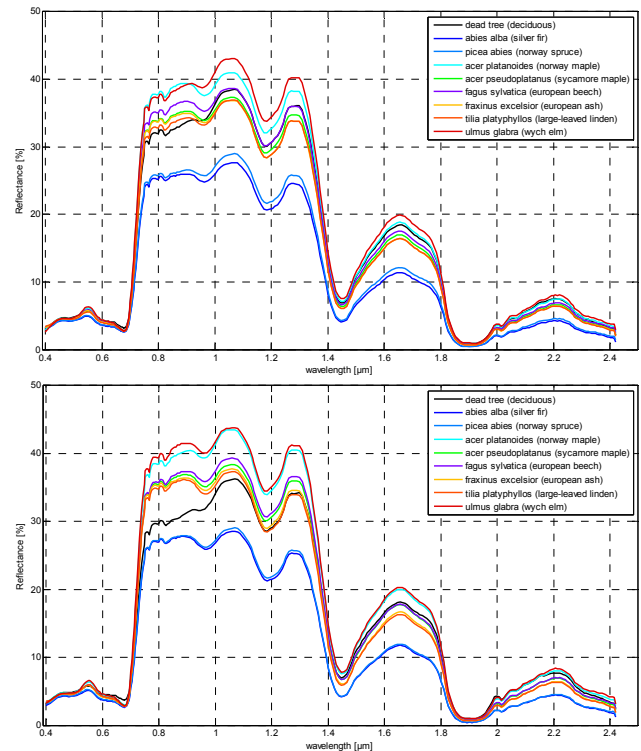 50
40
30
20
10
0
Reflectance [%]
dead tree (deciduous)
abies alba (silver fir)
picea abies (norway spruce)
acer platanoides (norway maple)
acer pseudoplatanus (sycamore maple)
fagus sylvatica (european beech)
fraxinus excelsior (european ash)
tilia platyphyllos (large-leaved linden)
ulmus glabra (wych elm)
0.4 0.6 0.8 1 1.2 1.4 1.6 1.8 2 2.2 2.4
wavelength [µm]
50
40
30
20
10
0
Reflectance [%]
dead tree (deciduous)
abies alba (silver fir)
picea abies (norway spruce)
acer platanoides (norway maple)
acer pseudoplatanus (sycamore maple)
fagus sylvatica (european beech)
fraxinus excelsior (european ash)
tilia platyphyllos (large-leaved linden)
ulmus glabra (wych elm)
0.4 0.6 0.8 1 1.2 1.4 1.6 1.8 2 2.2 2.4
wavelength [µm]